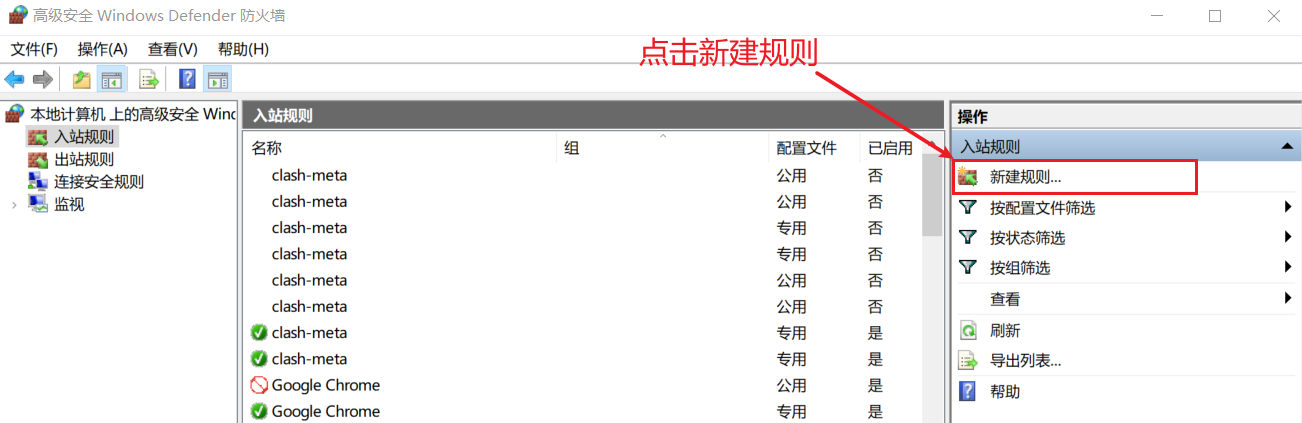 高级安全 Windows Defender 防火墙
文件(F) 操作(A) 查看(V) 帮助(H)
点击新建规则
本地计算机 上的高级安全 Winc
入站规则
出站规则
连接安全规则
监视
入站规则
名称 组 配置文件 已启用
clash-meta 公用 否
clash-meta 公用 否
clash-meta 专用 否
clash-meta 专用 否
clash-meta 公用 否
clash-meta 公用 否
clash-meta 专用 是
clash-meta 专用 是
Google Chrome 公用 是
Google Chrome 专用 是
操作
入站规则
新建规则...
按配置文件筛选
按状态筛选
按组筛选
查看
刷新
导出列表...
帮助